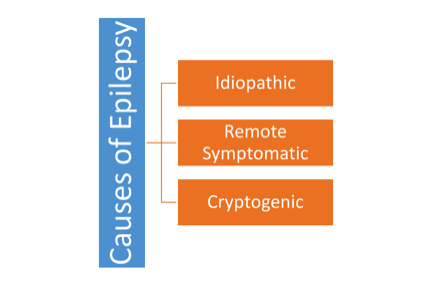 Causes of Epilepsy
Idiopathic
Remote
Symptomatic
Cryptogenic